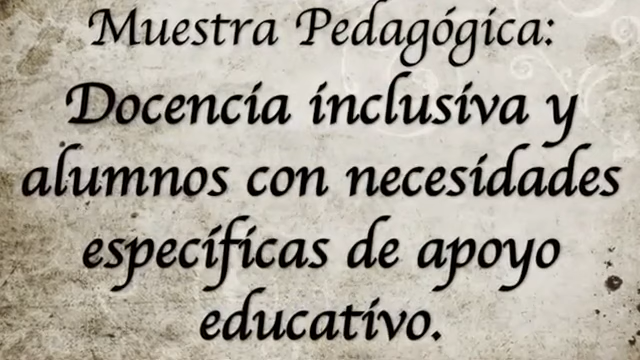 Muestra Pedagógica:
Docencia inclusiva y
alumnos con necesidades
específicas de apoyo
educativo.